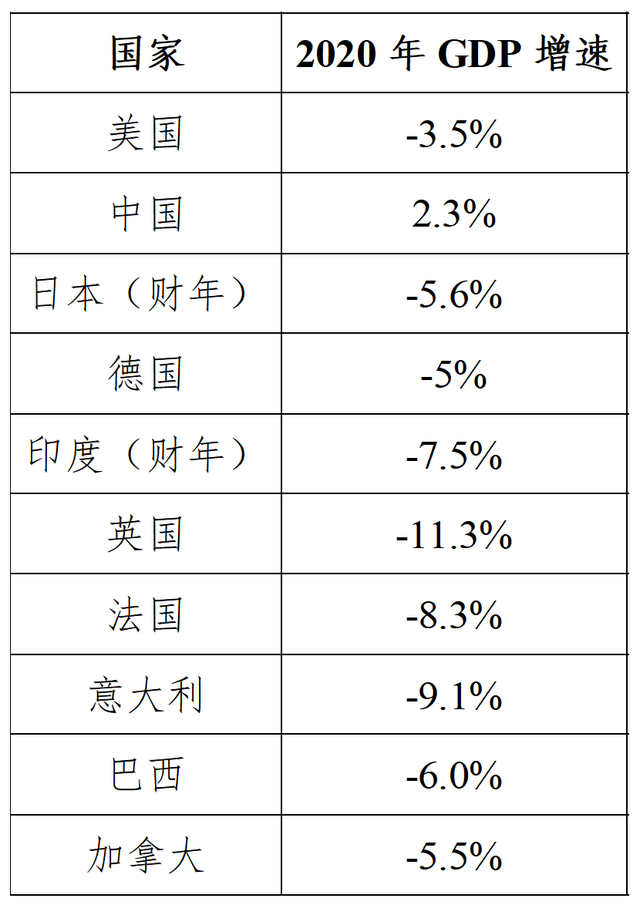 国家 2020 年 GDP 增速
美国 -3.5%
中国 2.3%
日本（财年） -5.6%
德国 -5%
印度（财年） -7.5%
英国 -11.3%
法国 -8.3%
意大利 -9.1%
巴西 -6.0%
加拿大 -5.5%